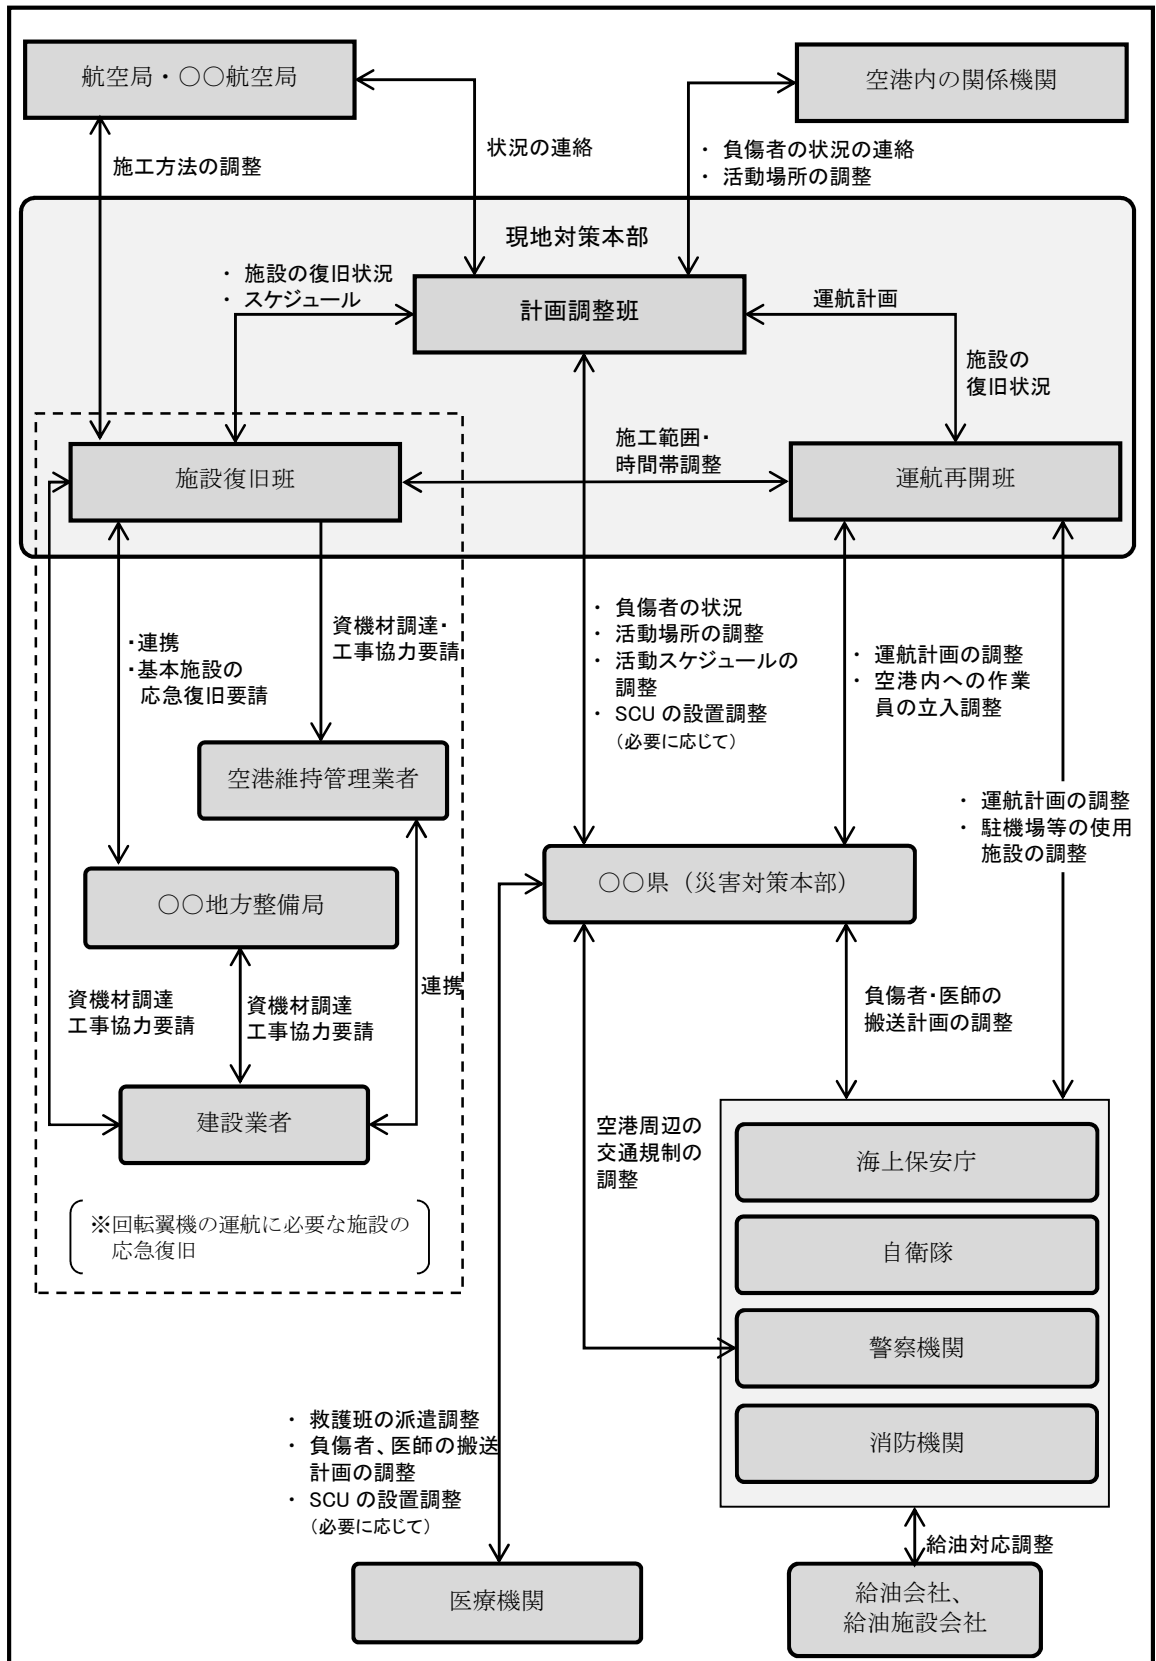 航空局・〇〇航空局
空港内の関係機関
施工方法の調整
状況の連絡
・ 負傷者の状況の連絡
・ 活動場所の調整
現地対策本部
・ 施設の復旧状況
・ スケジュール
計画調整班
運航計画
施設の
復旧状況
施工範囲・
時間帯調整
施設復旧班
運航再開班
・連携
・基本施設の
応急復旧要請
資機材調達・
工事協力要請
・ 負傷者の状況
・ 活動場所の調整
・ 活動スケジュールの
調整
・ SCU の設置調整
（必要に応じて）
・ 運航計画の調整
・ 空港内への作業
員の立入調整
空港維持管理業者
・ 運航計画の調整
・ 駐機場等の使用
施設の調整
〇〇地方整備局
〇〇県（災害対策本部）
資機材調達
工事協力要請
資機材調達
工事協力要請
連携
負傷者・医師の
搬送計画の調整
建設業者
空港周辺の
交通規制の
調整
海上保安庁
※回転翼機の運航に必要な施設の
応急復旧
自衛隊
警察機関
・ 救護班の派遣調整
・ 負傷者、医師の搬送
計画の調整
・ SCU の設置調整
（必要に応じて）
消防機関
給油対応調整
医療機関
給油会社、
給油施設会社